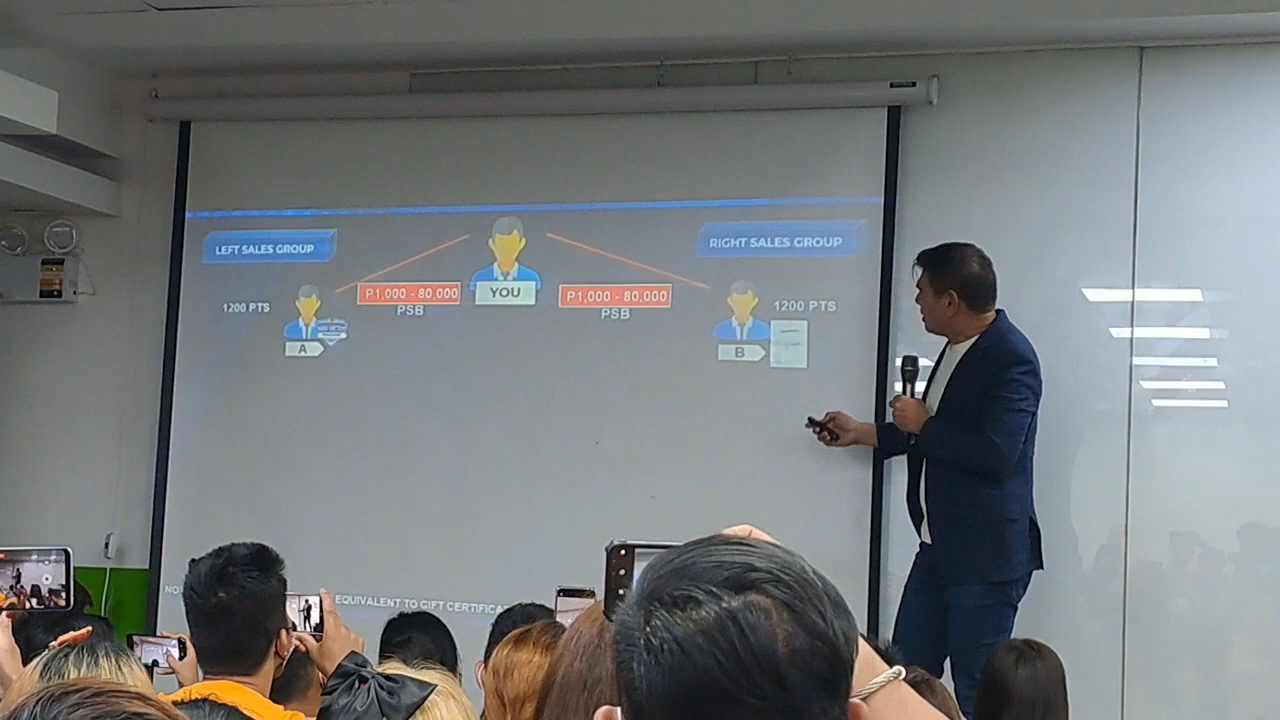 LEFT SALES GROUP
RIGHT SALES GROUP
P1,000 - 80,000
PSB
YOU
P1,000 - 80,000
PSB
1200 PTS
A
1200 PTS
B
EQUIVALENT TO GIFT